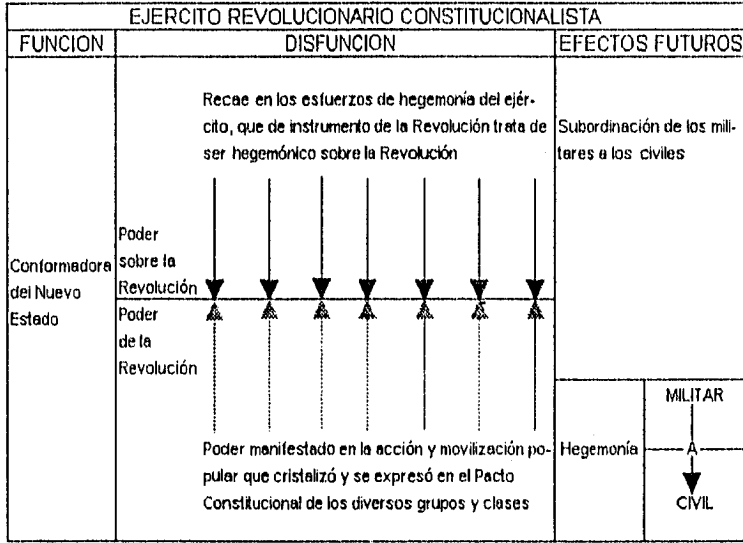 EJERCITO REVOLUCIONARIO CONSTITUCIONALISTA
FUNCION
DISFUNCION
EFECTOS FUTUROS
Conformadora
del Nuevo
Estado
Recae en los esfuerzos de hegemonía del ejér-
cito, que de instrumento de la Revolución trata de
ser hegemónico sobre la Revolución
Poder
sobre la
Revolución
Poder
de la
Revolución
Poder manifestado en la acción y movilización po-
pular que cristalizó y se expresó en el Pacto
Constitucional de los diversos grupos y clases
Subordinación de los mili-
tares a los civiles
Hegemonía
MILITAR
A
CIVIL